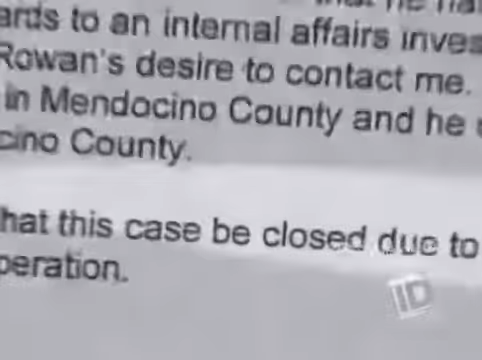 ards to an internal affairs inves
Rowan's desire to contact me.
in Mendocino County and he
cino County.
hat this case be closed due to
peration.
ID